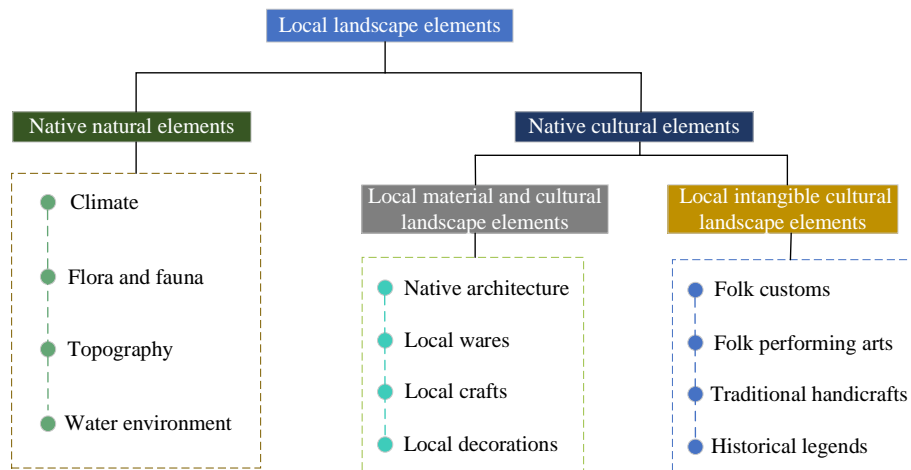 Local landscape elements
Native natural elements
Climate
Flora and fauna
Topography
Water environment
Native cultural elements
Local material and cultural
landscape elements
Native architecture
Local wares
Local crafts
Local decorations
Local intangible cultural
landscape elements
Folk customs
Folk performing arts
Traditional handicrafts
Historical legends